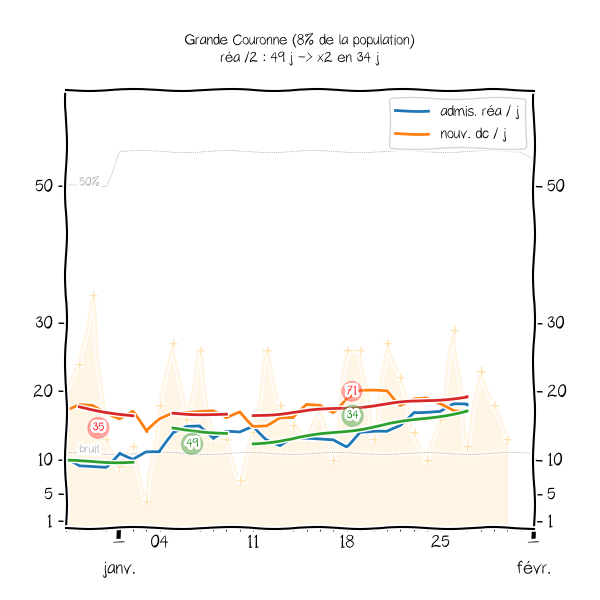 Grande Couronne (8% de la population)
réa /2 : 49 j -> x2 en 34 j
admis. réa / j
nouv. dc / j
50%
50 50
30 30
20 20
71
34
35
49
bruit
10 10
5 5
1 1
04 11 18 25
janv. févr.